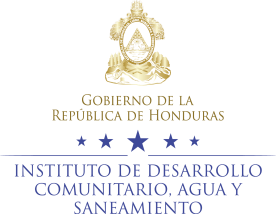 GOBIERNO DE LA
REPÚBLICA DE HONDURAS
INSTITUTO DE DESARROLLO
COMUNITARIO, AGUA Y
SANEAMIENTO